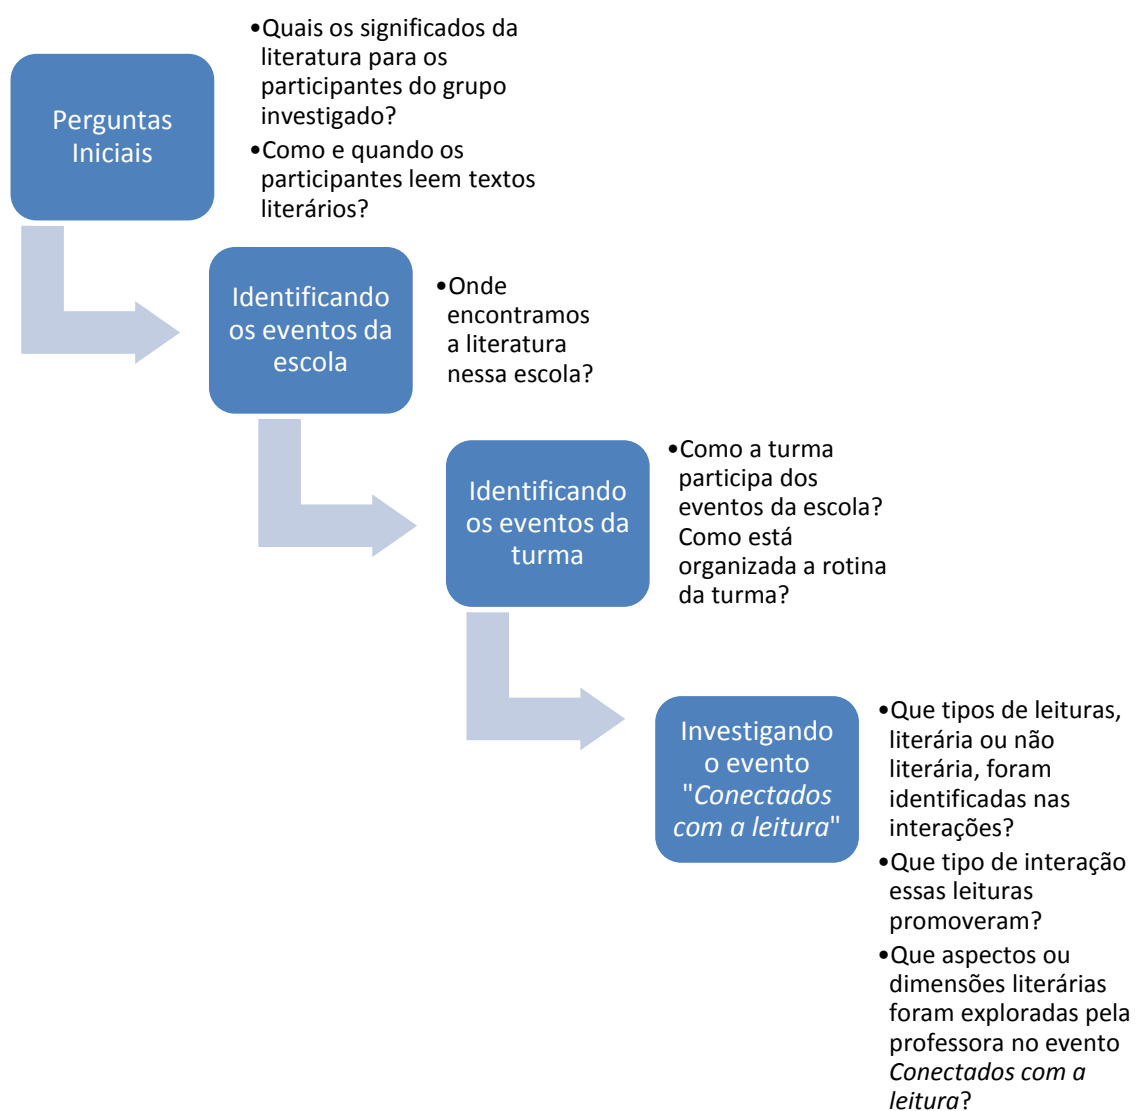 Perguntas
Iniciais
•Quais os significados da
literatura para os
participantes do grupo
investigado?
•Como e quando os
participantes leem textos
literários?
Identificando
os eventos da
escola
•Onde
encontramos
a literatura
nessa escola?
Identificando
os eventos da
turma
•Como a turma
participa dos
eventos da escola?
Como está
organizada a rotina
da turma?
Investigando
o evento
"Conectados
com a leitura"
•Que tipos de leituras,
literária ou não
literária, foram
identificadas nas
interações?
•Que tipo de interação
essas leituras
promoveram?
•Que aspectos ou
dimensões literárias
foram exploradas pela
professora no evento
Conectados com a
leitura?